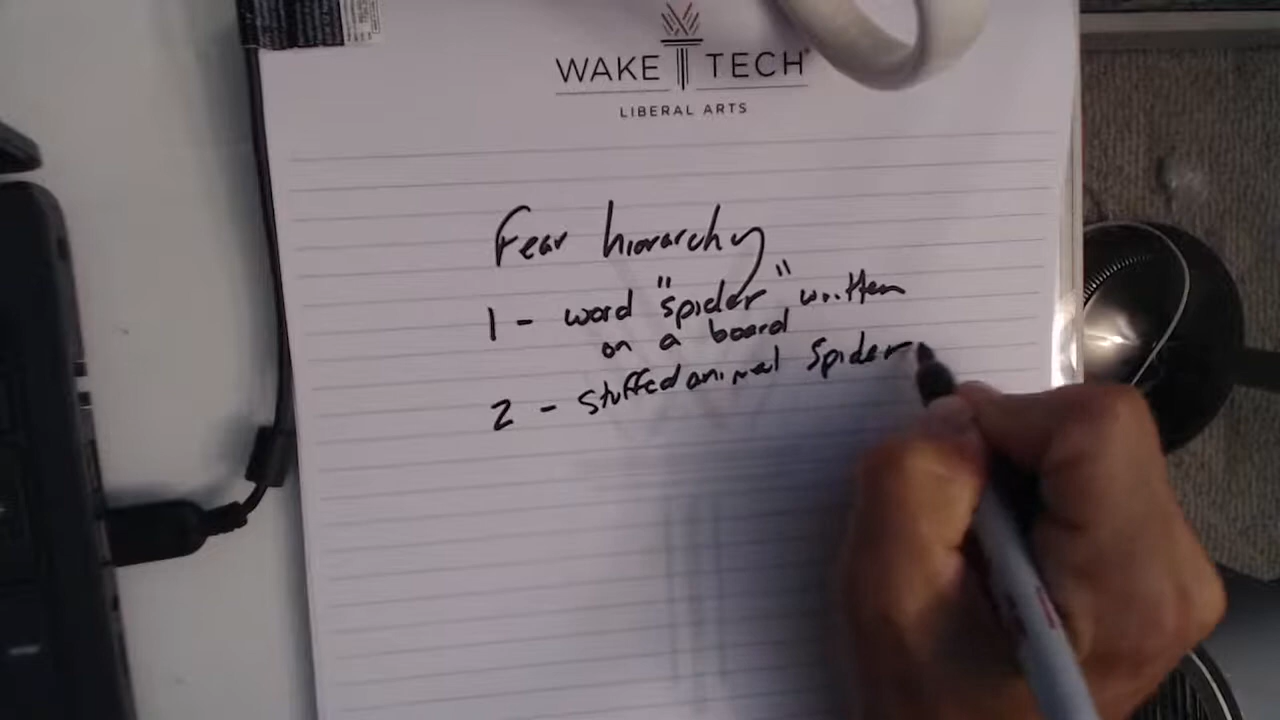 WAKE TECH
LIBERAL ARTS
Fear hierarchy
1 - word "spider" written
on a board
2 - stuffed animal spider